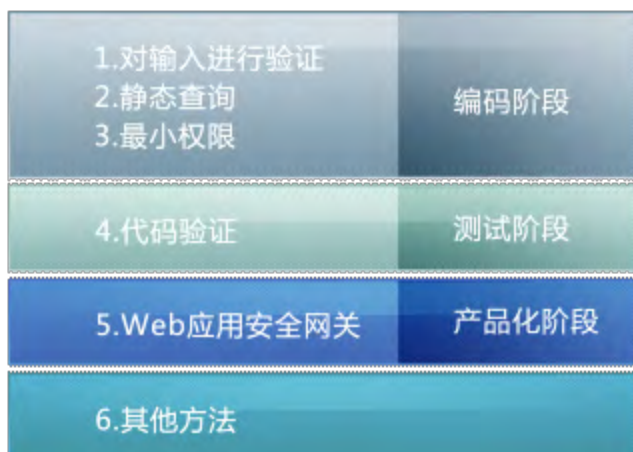 1.对输入进行验证
2.静态查询
3.最小权限
编码阶段
4.代码验证
测试阶段
5.Web应用安全网关
产品化阶段
6.其他方法